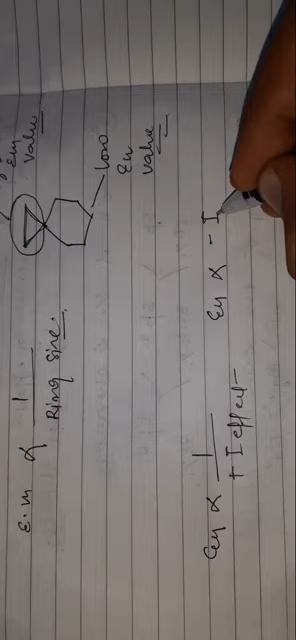 En
value
E.N ∝ 1
Ring size.
Low
En
value
EN ∝ 1
+ I effect
EN ∝ - I